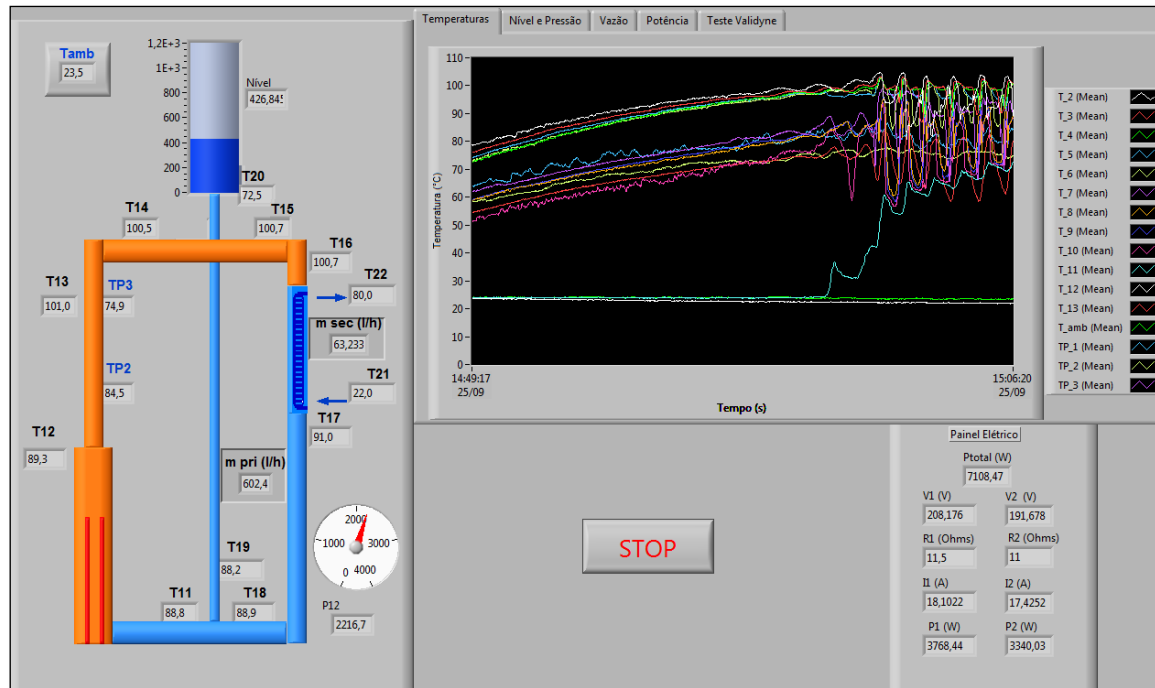 Temperaturas
Nível e Pressão
Vazão
Potência
Teste Validyne
Tamb
23,5
1,2E+3
1E+3
800
600
400
200
0
Nível
426,845
T20
72,5
T14
100,5
T15
100,7
T16
100,7
T13
101,0
TP3
74,9
T22
80,0
m sec (l/h)
63,233
TP2
84,5
T21
22,0
T17
91,0
T12
89,3
m pri (l/h)
602,4
T19
88,2
T11
88,8
T18
88,9
2000
1000
3000
0
4000
P12
2216,7
Temperatura (°C)
110
100
90
80
70
60
50
40
30
20
10
0
14:49:17
25/09
15:06:20
25/09
Tempo (s)
T_2 (Mean)
T_3 (Mean)
T_4 (Mean)
T_5 (Mean)
T_6 (Mean)
T_7 (Mean)
T_8 (Mean)
T_9 (Mean)
T_10 (Mean)
T_11 (Mean)
T_12 (Mean)
T_13 (Mean)
T_amb (Mean)
TP_1 (Mean)
TP_2 (Mean)
TP_3 (Mean)
STOP
Painel Elétrico
Ptotal (W)
7108,47
V1 (V)
V2 (V)
208,176
191,678
R1 (Ohms)
R2 (Ohms)
11,5
11
I1 (A)
I2 (A)
18,1022
17,4252
P1 (W)
P2 (W)
3768,44
3340,03